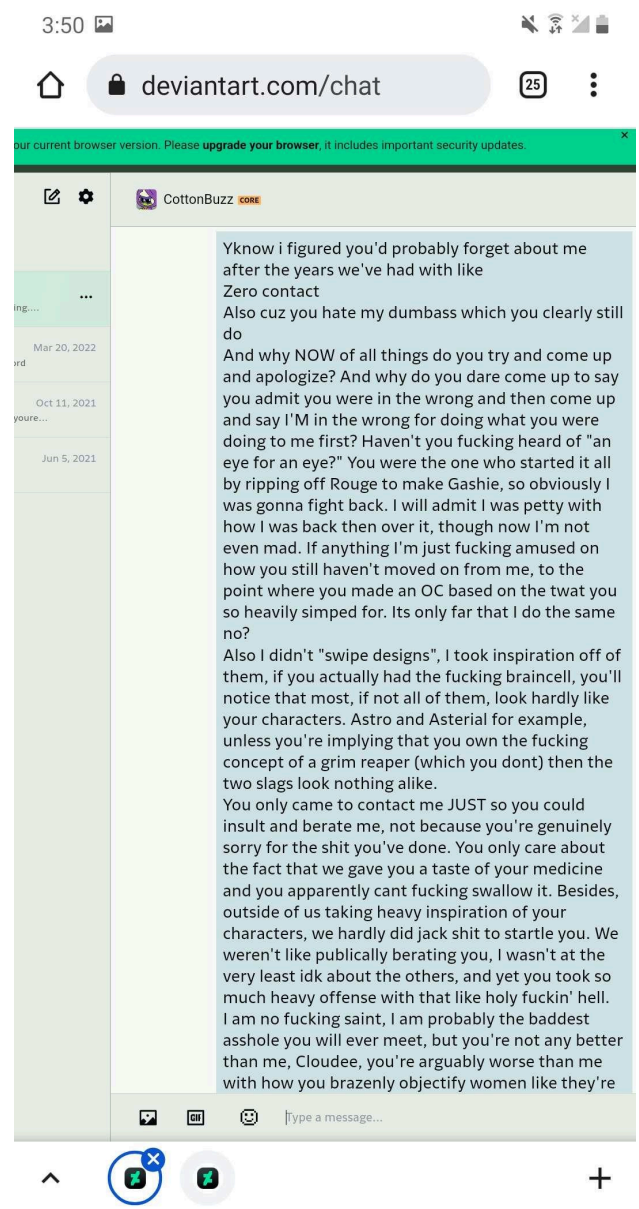 3:50
deviantart.com/chat
25
our current browser version. Please upgrade your browser, it includes important security updates.
×
CottonBuzz CORE
ing....
Mar 20, 2022
ord
Oct 11, 2021
youre...
Jun 5, 2021
Yknow i figured you'd probably forget about me
after the years we've had with like
Zero contact
Also cuz you hate my dumbass which you clearly still
do
And why NOW of all things do you try and come up
and apologize? And why do you dare come up to say
you admit you were in the wrong and then come up
and say I'M in the wrong for doing what you were
doing to me first? Haven't you fucking heard of "an
eye for an eye?" You were the one who started it all
by ripping off Rouge to make Gashie, so obviously I
was gonna fight back. I will admit I was petty with
how I was back then over it, though now I'm not
even mad. If anything I'm just fucking amused on
how you still haven't moved on from me, to the
point where you made an OC based on the twat you
so heavily simped for. Its only far that I do the same
no?
Also I didn't "swipe designs", I took inspiration off of
them, if you actually had the fucking braincell, you'll
notice that most, if not all of them, look hardly like
your characters. Astro and Asterial for example,
unless you're implying that you own the fucking
concept of a grim reaper (which you dont) then the
two slags look nothing alike.
You only came to contact me JUST so you could
insult and berate me, not because you're genuinely
sorry for the shit you've done. You only care about
the fact that we gave you a taste of your medicine
and you apparently cant fucking swallow it. Besides,
outside of us taking heavy inspiration of your
characters, we hardly did jack shit to startle you. We
weren't like publically berating you, I wasn't at the
very least idk about the others, and yet you took so
much heavy offense with that like holy fuckin' hell.
I am no fucking saint, I am probably the baddest
asshole you will ever meet, but you're not any better
than me, Cloudee, you're arguably worse than me
with how you brazenly objectify women like they're
GIF
Type a message...